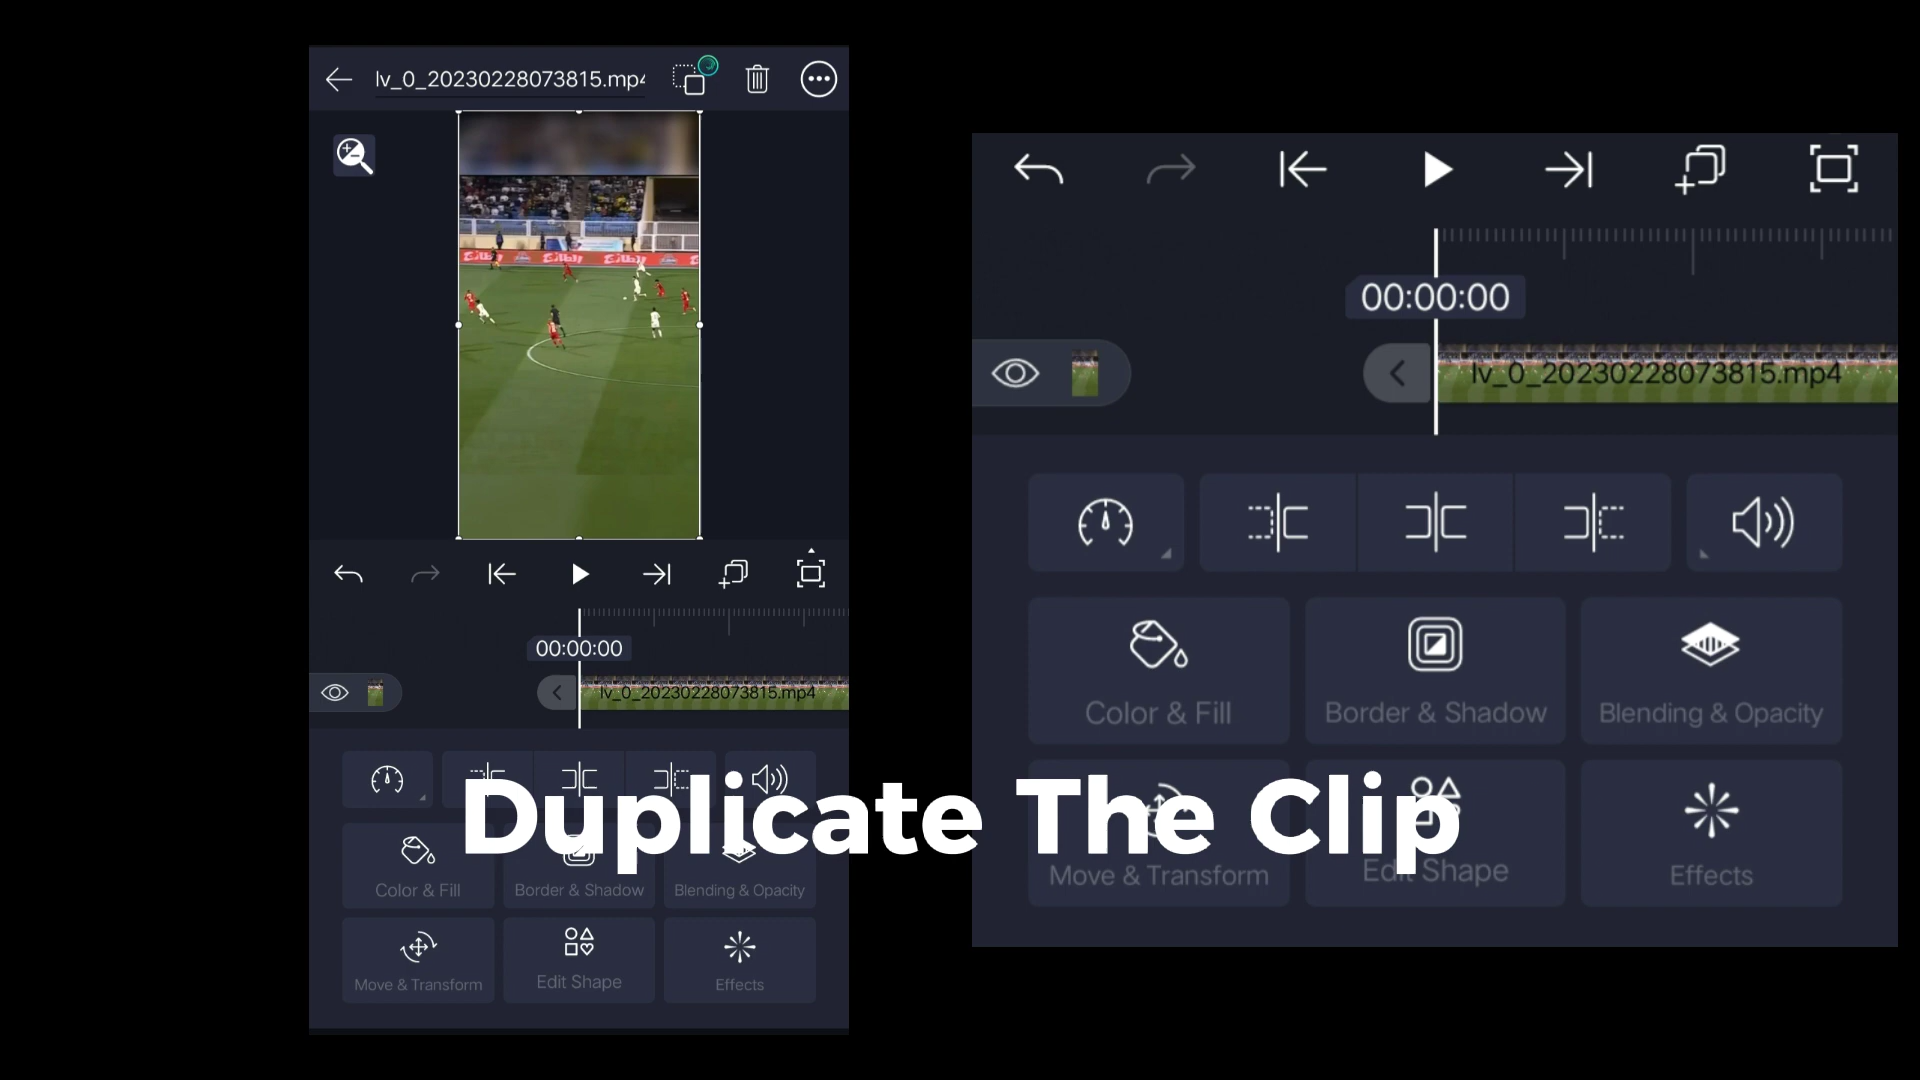 lv_0_20230228073815.mp4
00:00:00
lv_0_20230228073815.mp4
Color & Fill
Border & Shadow
Blending & Opacity
Move & Transform
Edit Shape
Effects
00:00:00
lv_0_20230228073815.mp4
Color & Fill
Border & Shadow
Blending & Opacity
Move & Transform
Edit Shape
Effects
Duplicate The Clip